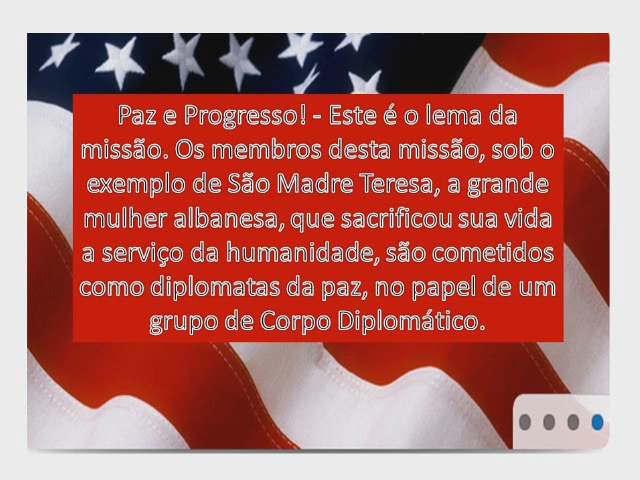 Paz e Progresso! - Este é o lema da
missão. Os membros desta missão, sob o
exemplo de São Madre Teresa, a grande
mulher albanesa, que sacrificou sua vida
a serviço da humanidade, são cometidos
como diplomatas da paz, no papel de um
grupo de Corpo Diplomático.